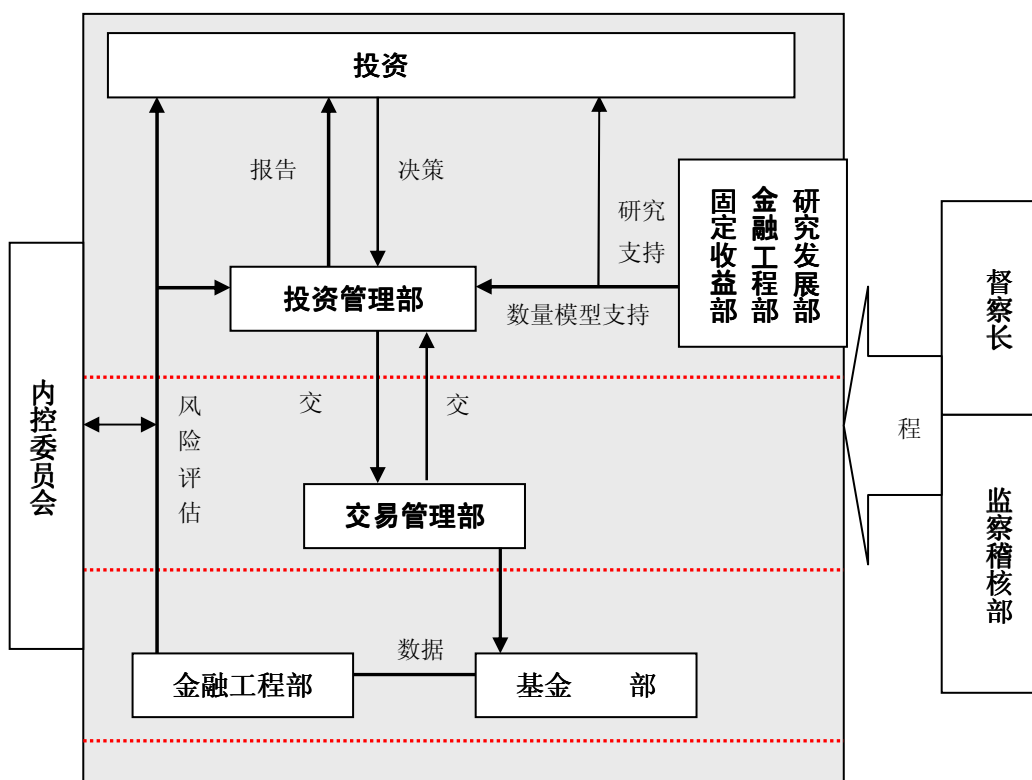 投资
报告
决策
研究
支持
研究发展部
金融工程部
固定收益部
投资管理部
数量模型支持
督察长
内控委员会
风险评估
交
交
程
交易管理部
监察稽核部
数据
金融工程部
基金 部